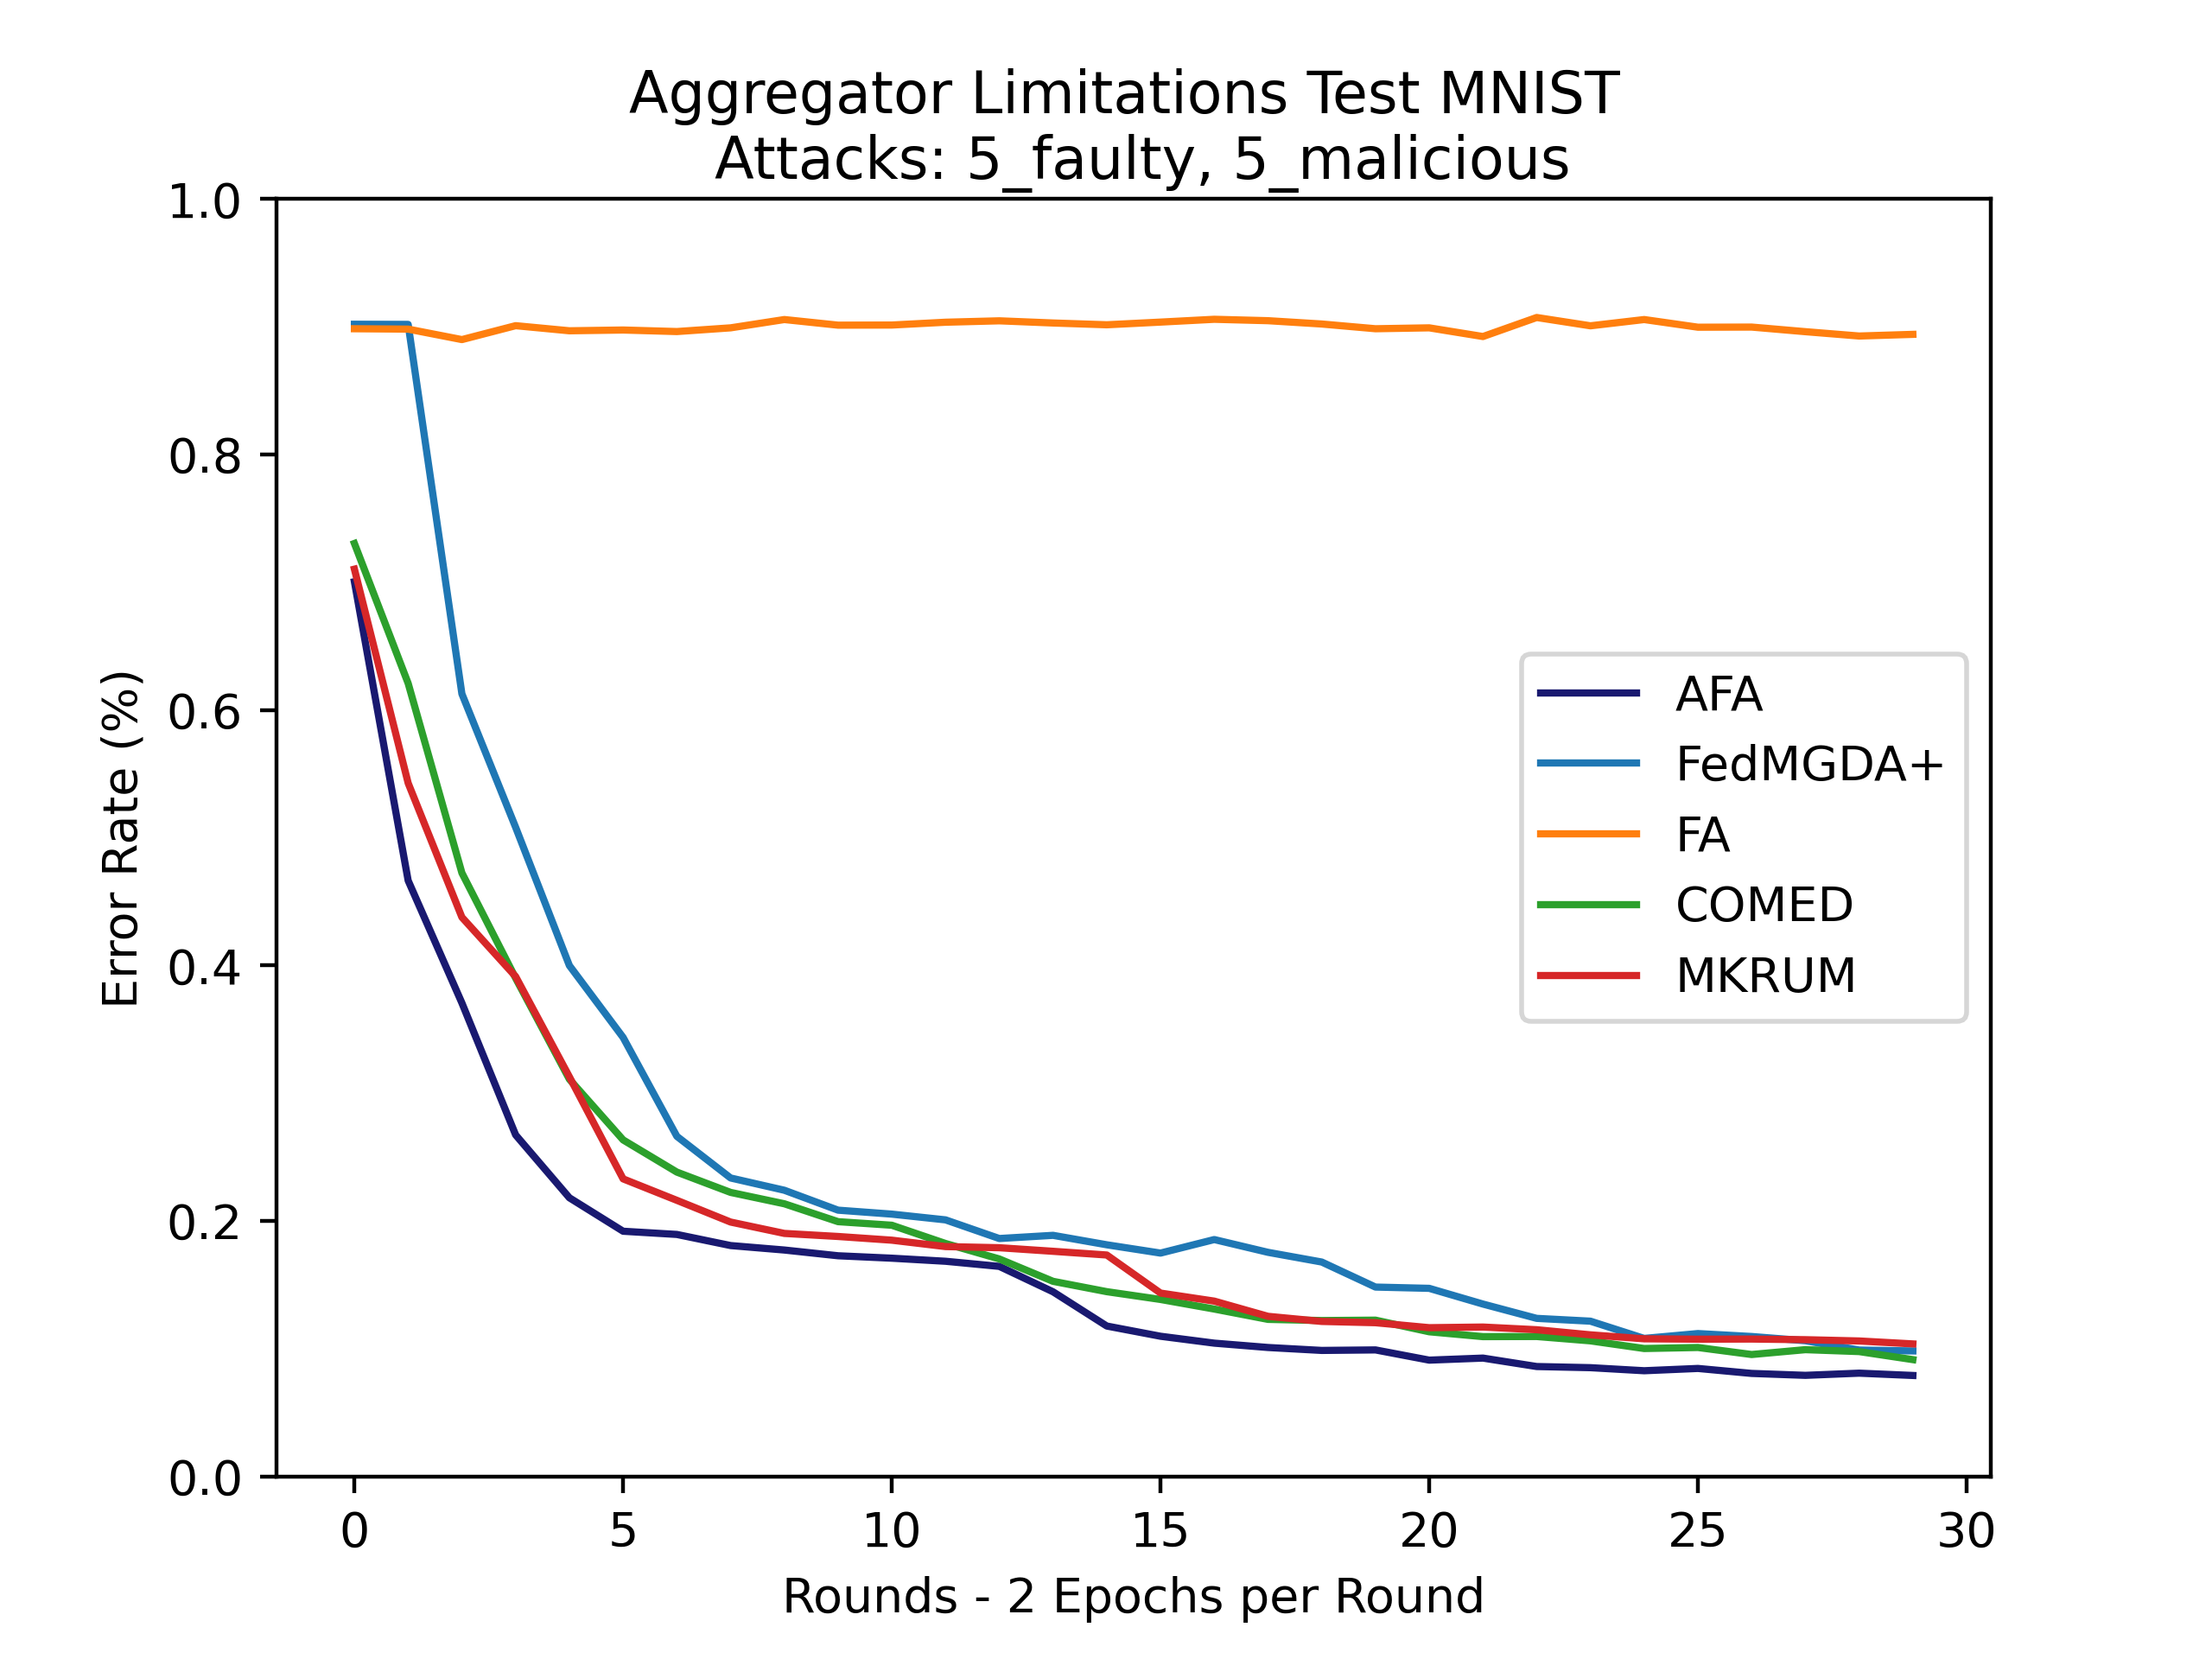 Aggregator Limitations Test MNIST
Attacks: 5_faulty, 5_malicious
1.0
0.8
0.6
0.4
0.2
0.0
Error Rate (%)
AFA
FedMGDA+
FA
COMED
MKRUM
0 5 10 15 20 25 30
Rounds - 2 Epochs per Round